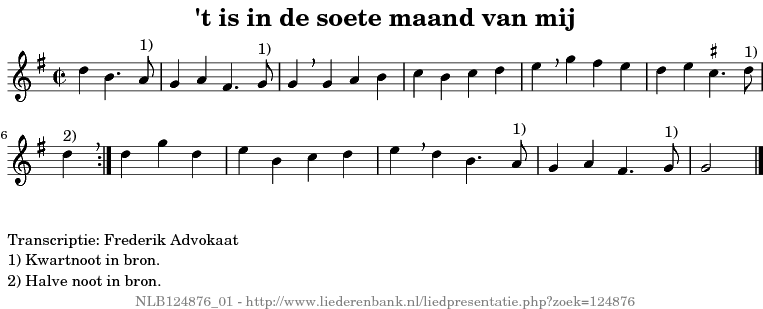 't is in de soete maand van mij
1) 1) 1)
6 2) 1) 1)
Transcriptie: Frederik Advokaat
1) Kwartnoot in bron.
2) Halve noot in bron.
NLB124876_01 - http://www.liederenbank.nl/liedpresentatie.php?zoek=124876